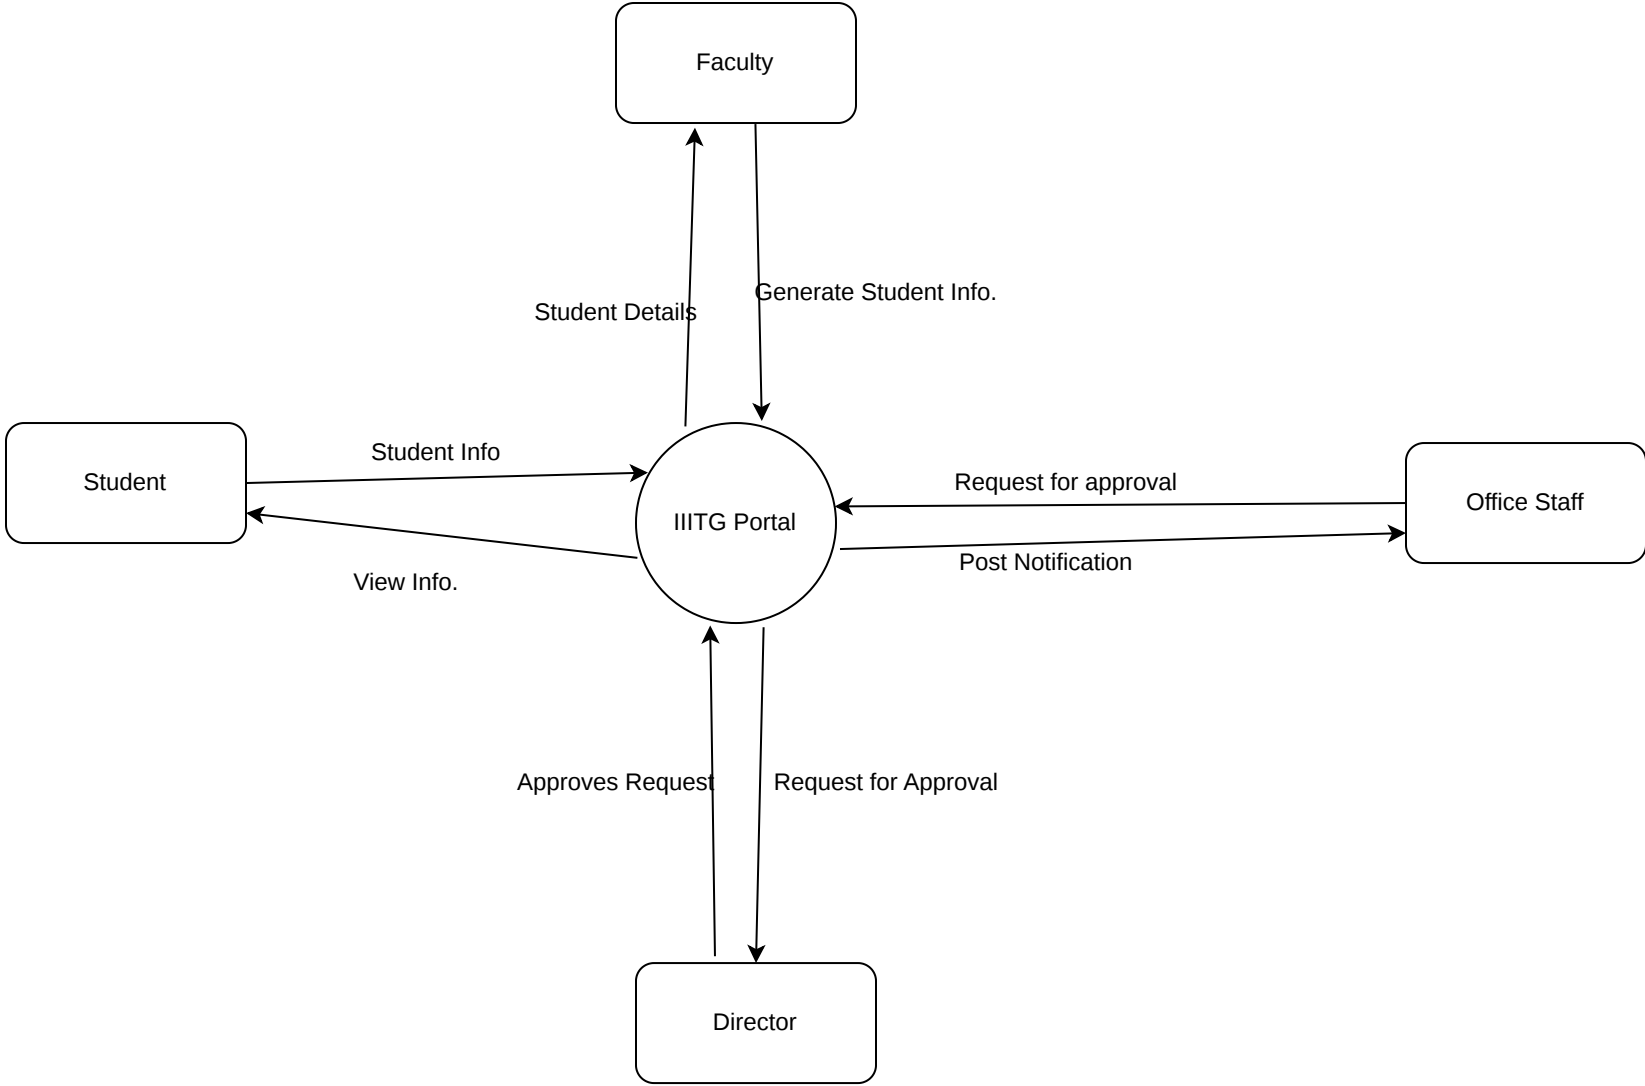 Faculty
Generate Student Info.
Student Details
Student Info
Student
Request for approval
Office Staff
IIITG Portal
Post Notification
View Info.
Approves Request
Request for Approval
Director